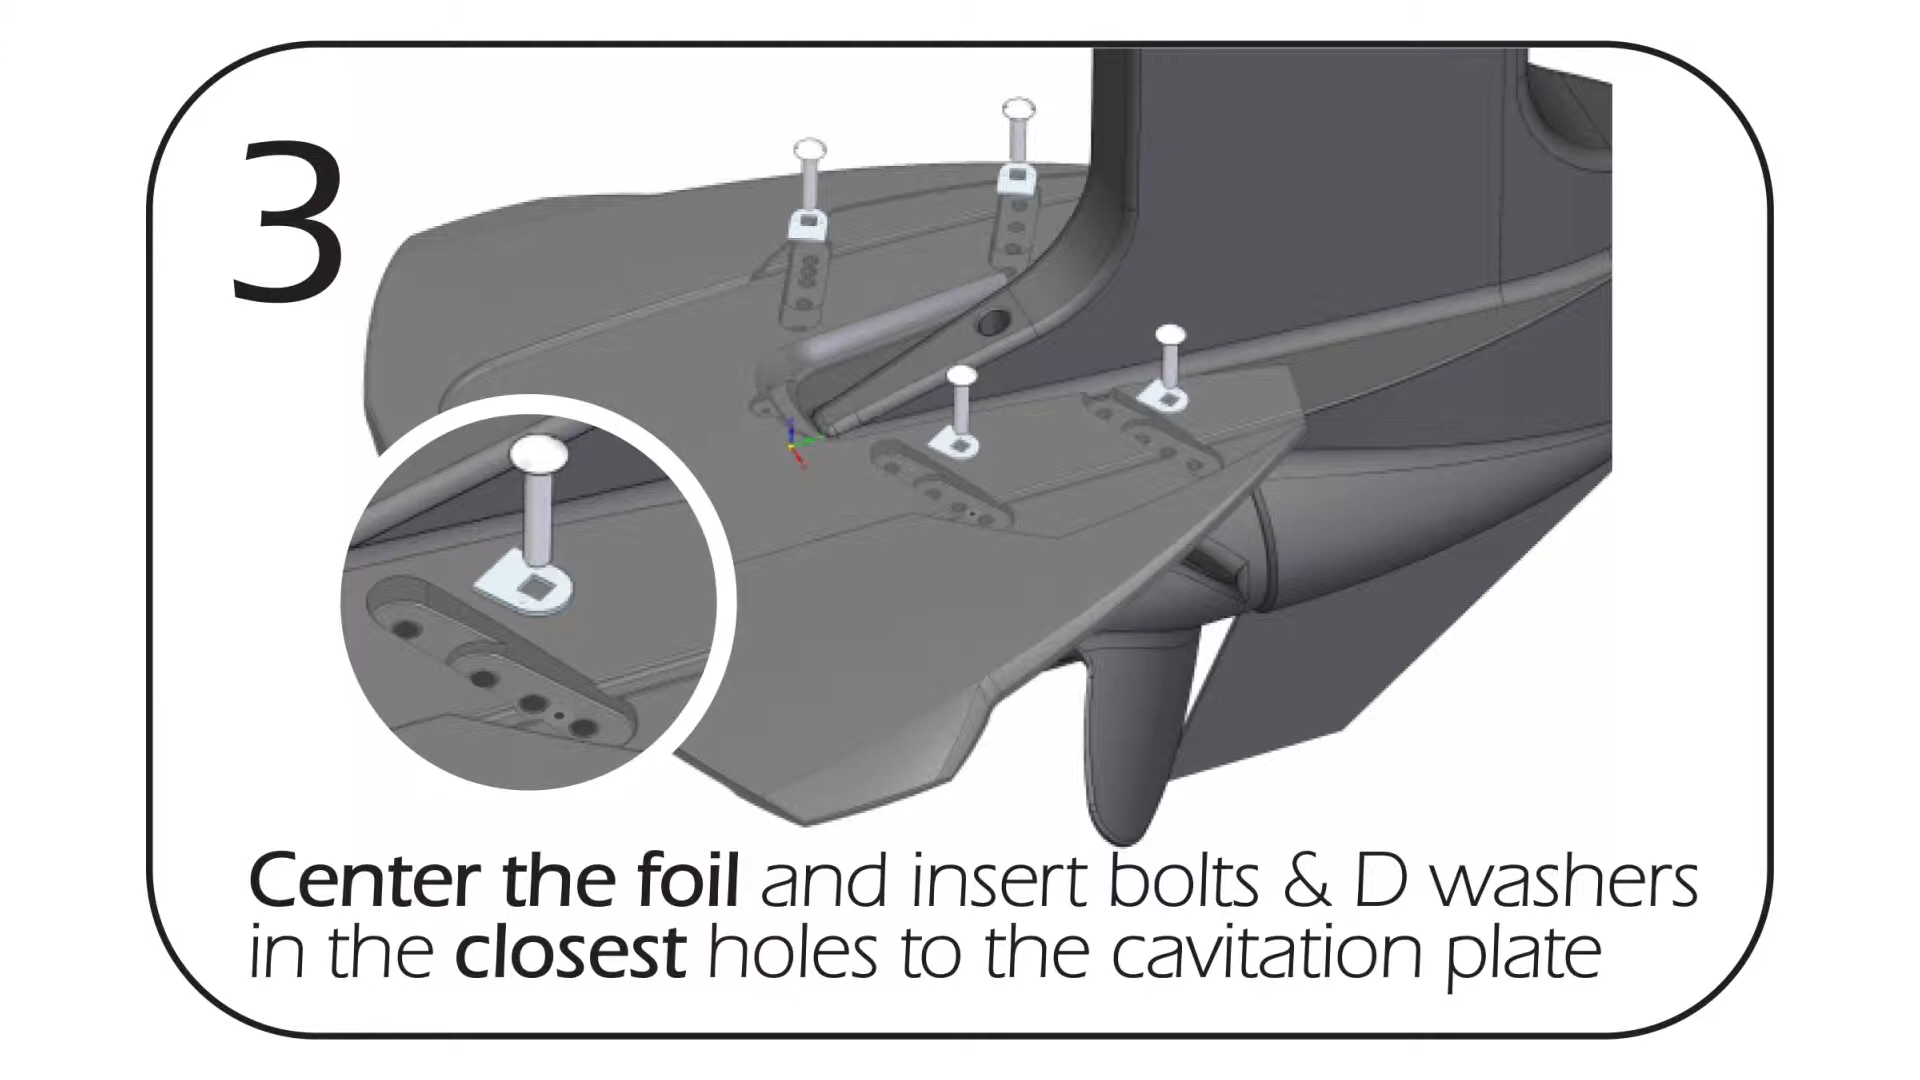 3
Center the foil and insert bolts & D washers
in the closest holes to the cavitation plate